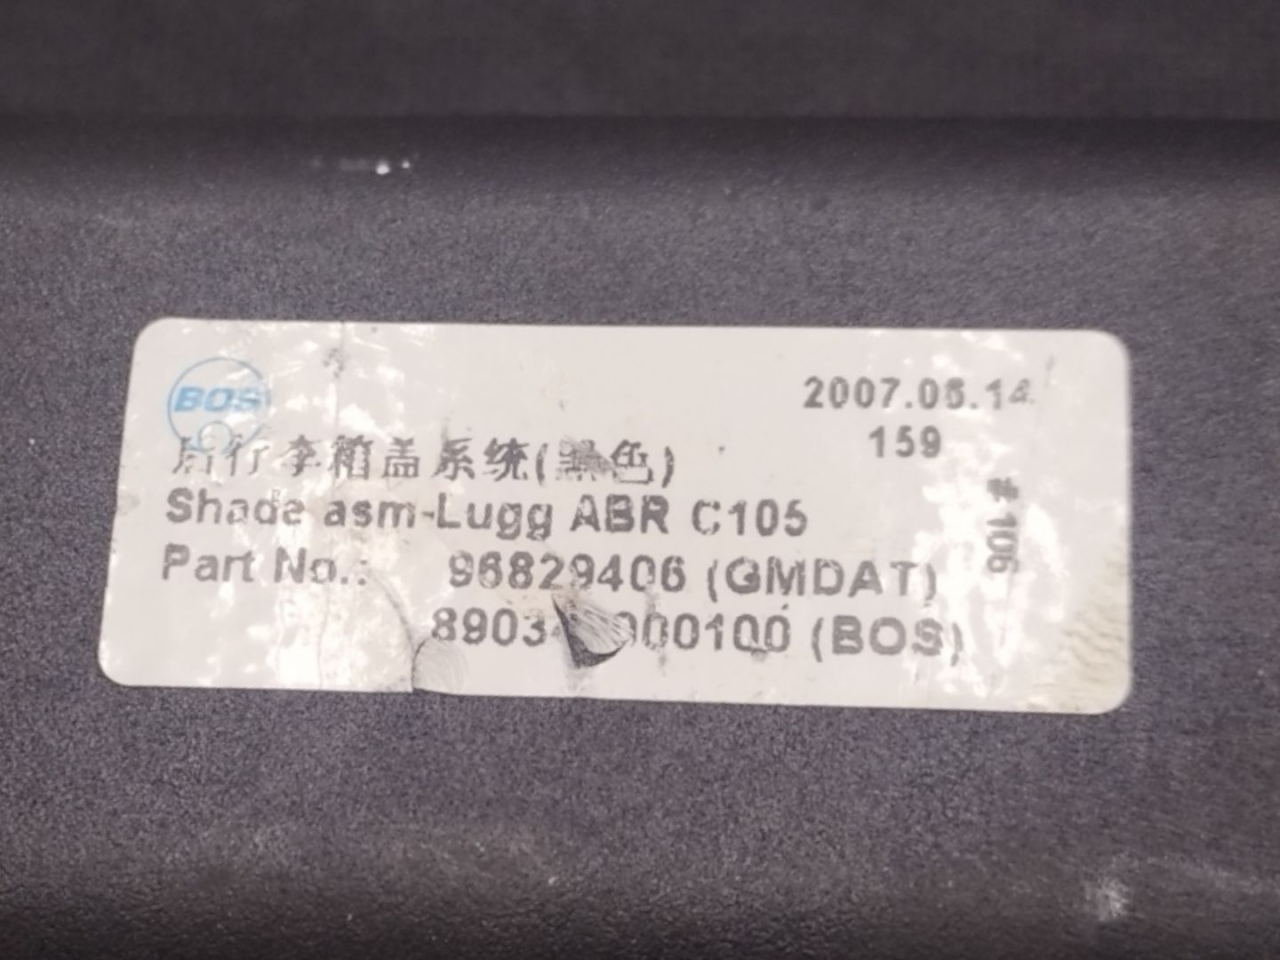 BOS
2007.05.14
159
后行李箱盖系统(黑色)
Shade asm-Lugg ABR C105
#106
Part No.: 96829406 (GMDAT)
(BOS)